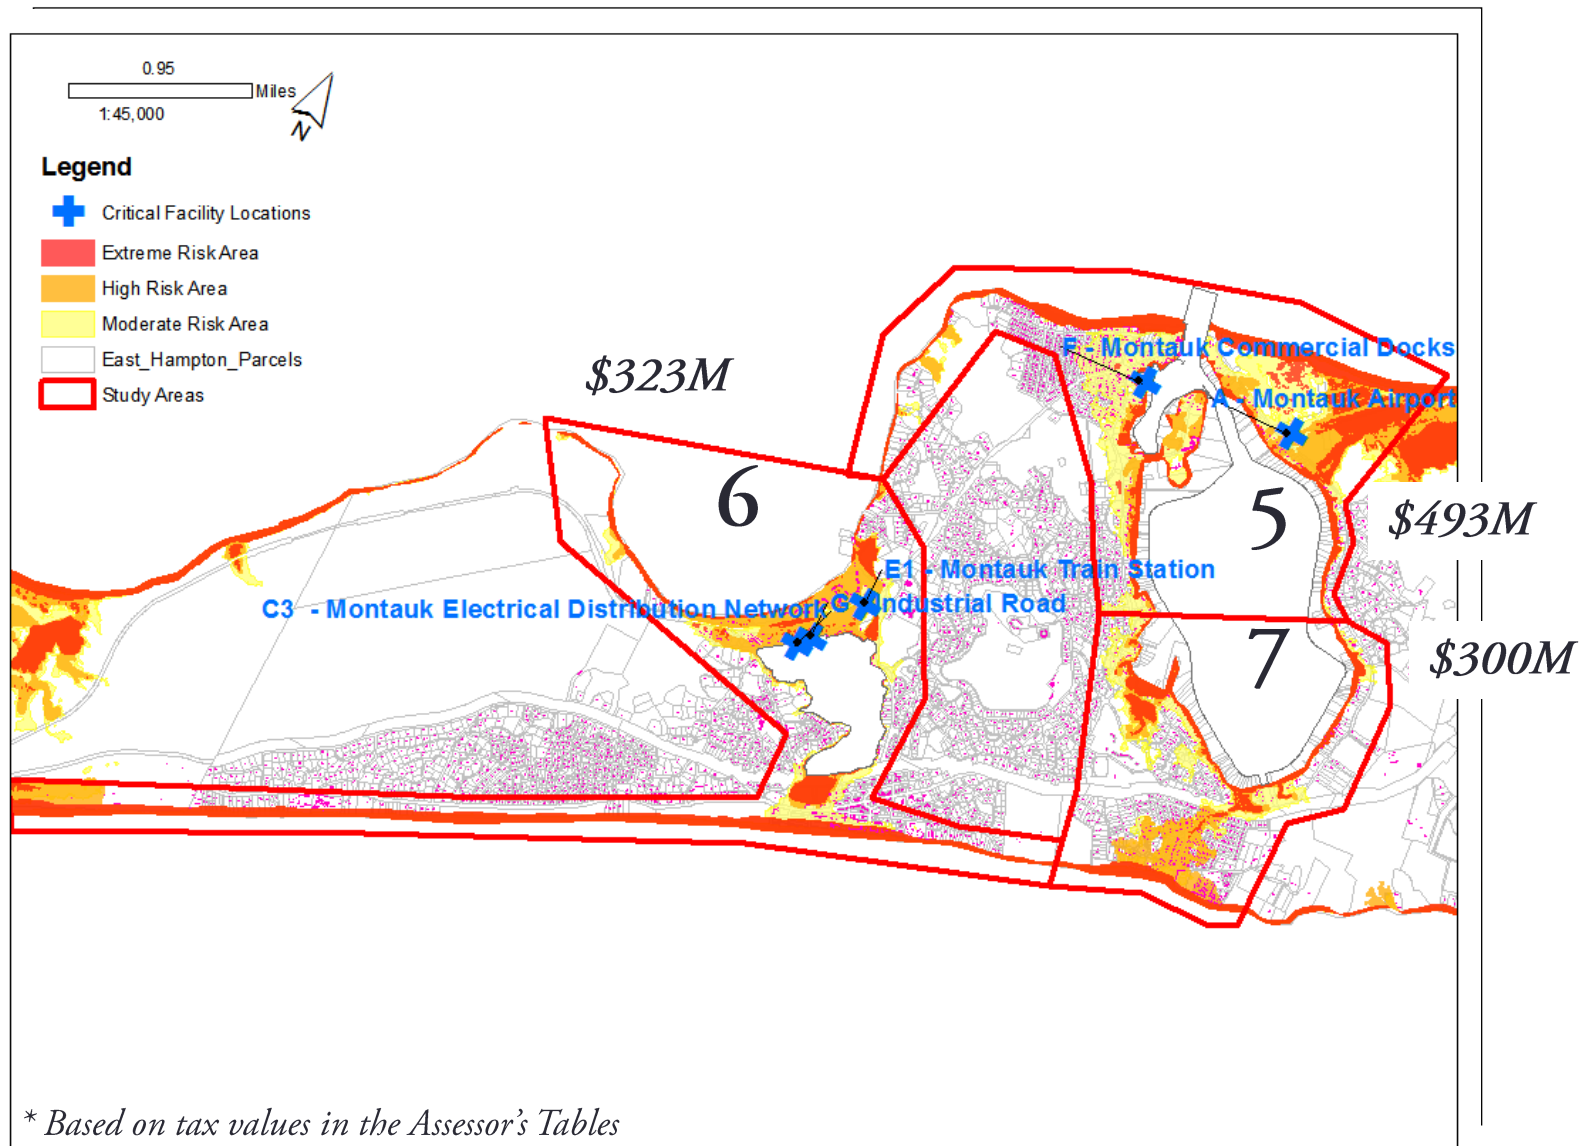 0.95
Miles
1:45,000
N
Legend
Critical Facility Locations
Extreme Risk Area
High Risk Area
Moderate Risk Area
East_Hampton_Parcels
Study Areas
$323M
F - Montauk Commercial Docks
A - Montauk Airport
6
5
$493M
E1 - Montauk Train Station
C3 - Montauk Electrical Distribution Network
G - Industrial Road
7
$300M
* Based on tax values in the Assessor's Tables